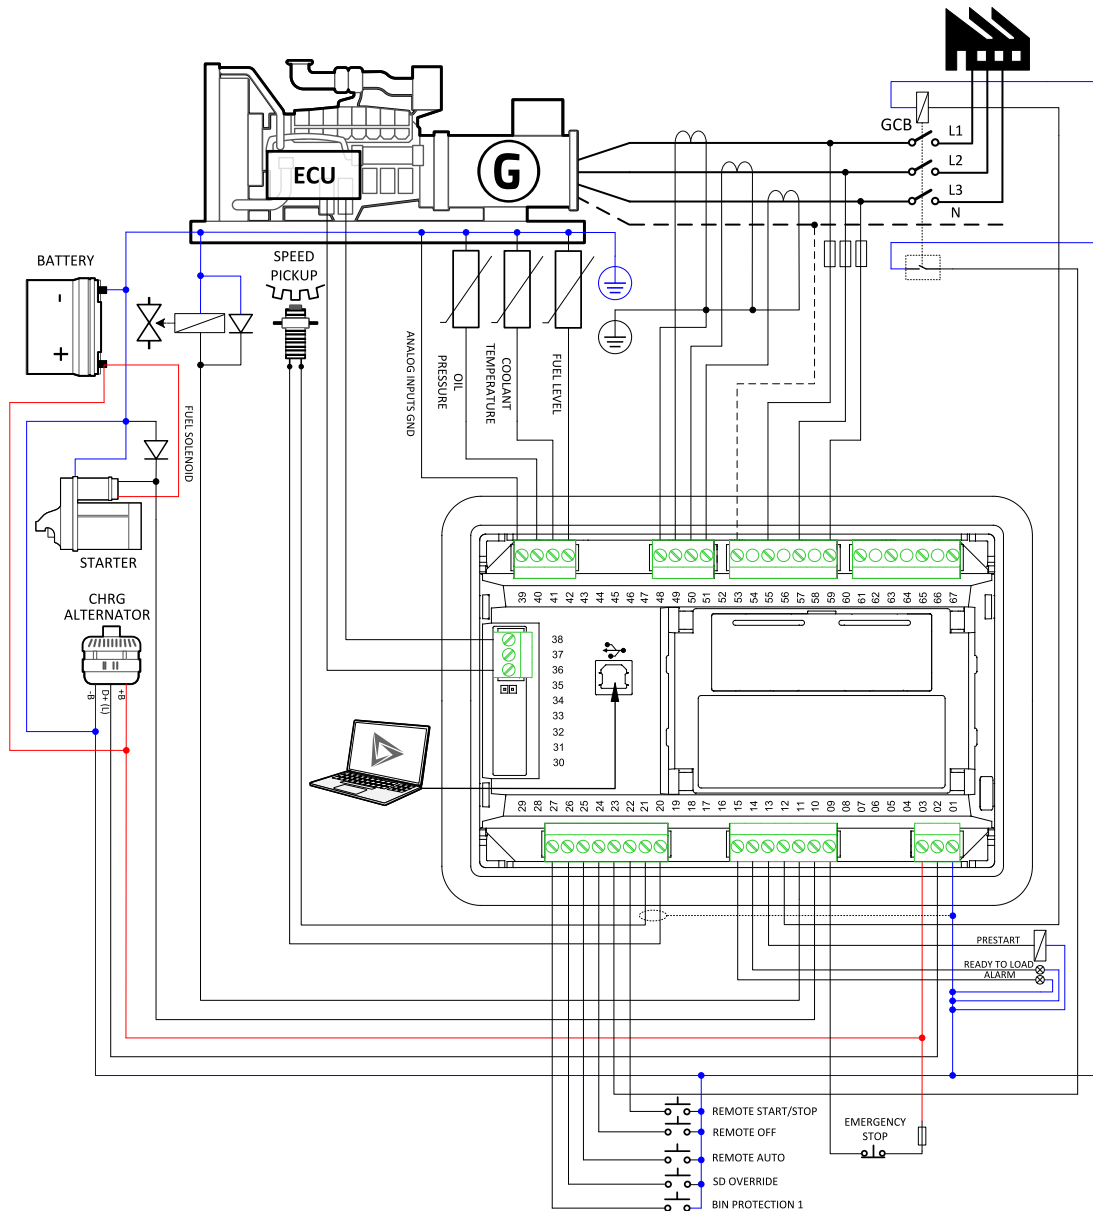 GCB
L1
L2
L3
N
ECU
G
BATTERY
-
+
SPEED
PICKUP
ANALOG INPUTS GND
OIL
PRESSURE
COOLANT
TEMPERATURE
FUEL LEVEL
FUEL SOLENOID
STARTER
CHRG
ALTERNATOR
-B
D+ (L)
+B
39 40 41 42 43 44 45 46 47 48 49 50 51 52 53 54 55 56 57 58 59 60 61 62 63 64 65 66 67
38
37
36
35
34
33
32
31
30
29 28 27 26 25 24 23 22 21 20 19 18 17 16 15 14 13 12 11 10 09 08 07 06 05 04 03 02 01
PRESTART
READY TO LOAD
ALARM
REMOTE START/STOP
REMOTE OFF
REMOTE AUTO
SD OVERRIDE
BIN PROTECTION 1
EMERGENCY
STOP